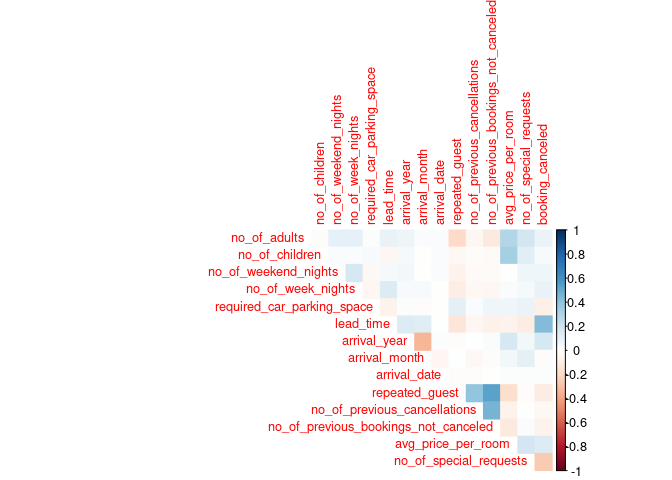 no_of_children
no_of_weekend_nights
no_of_week_nights
required_car_parking_space
lead_time
arrival_year
arrival_month
arrival_date
repeated_guest
no_of_previous_cancellations
no_of_previous_bookings_not_canceled
avg_price_per_room
no_of_special_requests
booking_canceled
no_of_adults
no_of_children
no_of_weekend_nights
no_of_week_nights
required_car_parking_space
lead_time
arrival_year
arrival_month
arrival_date
repeated_guest
no_of_previous_cancellations
no_of_previous_bookings_not_canceled
avg_price_per_room
no_of_special_requests
1
0.8
0.6
0.4
0.2
0
-0.2
-0.4
-0.6
-0.8
-1